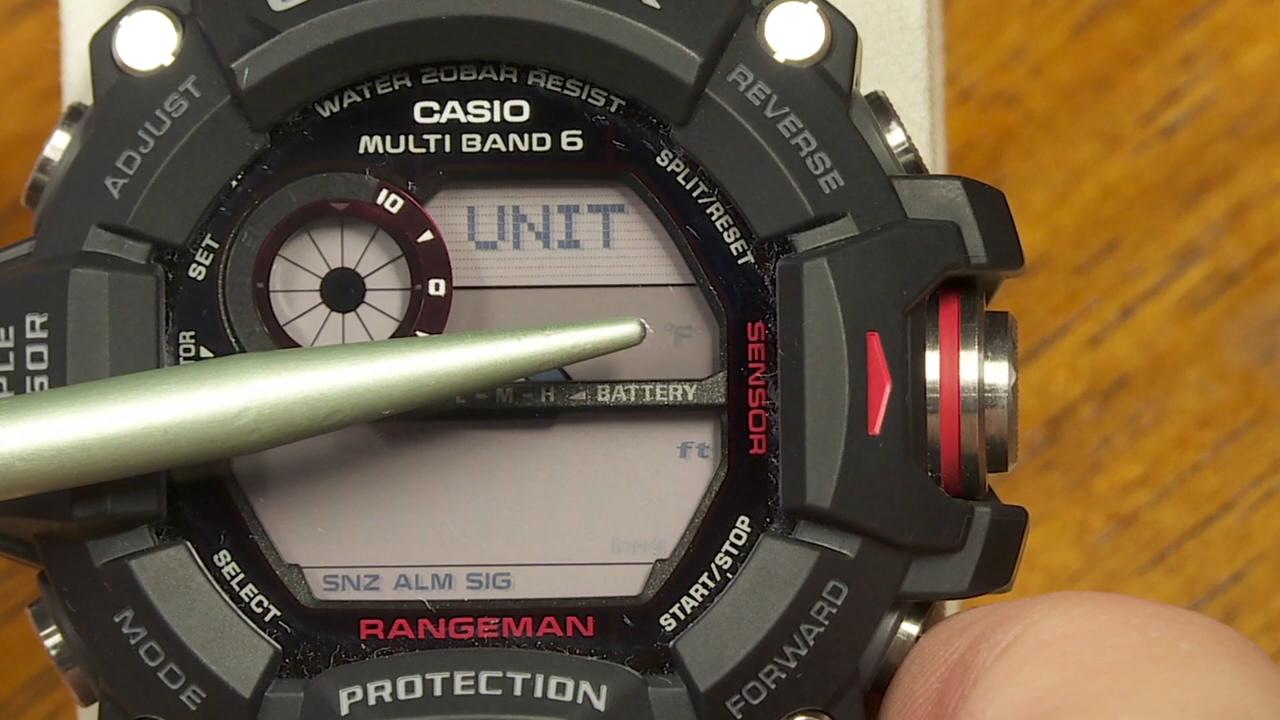 WATER 20BAR RESIST
CASIO
MULTI BAND 6
ADJUST
REVERSE
SPLIT/RESET
SET
10
0
UNIT
°F
SENSOR
L - M - H BATTERY
ft
SNZ ALM SIG
SELECT
START/STOP
MODE
FORWARD
RANGEMAN
PROTECTION